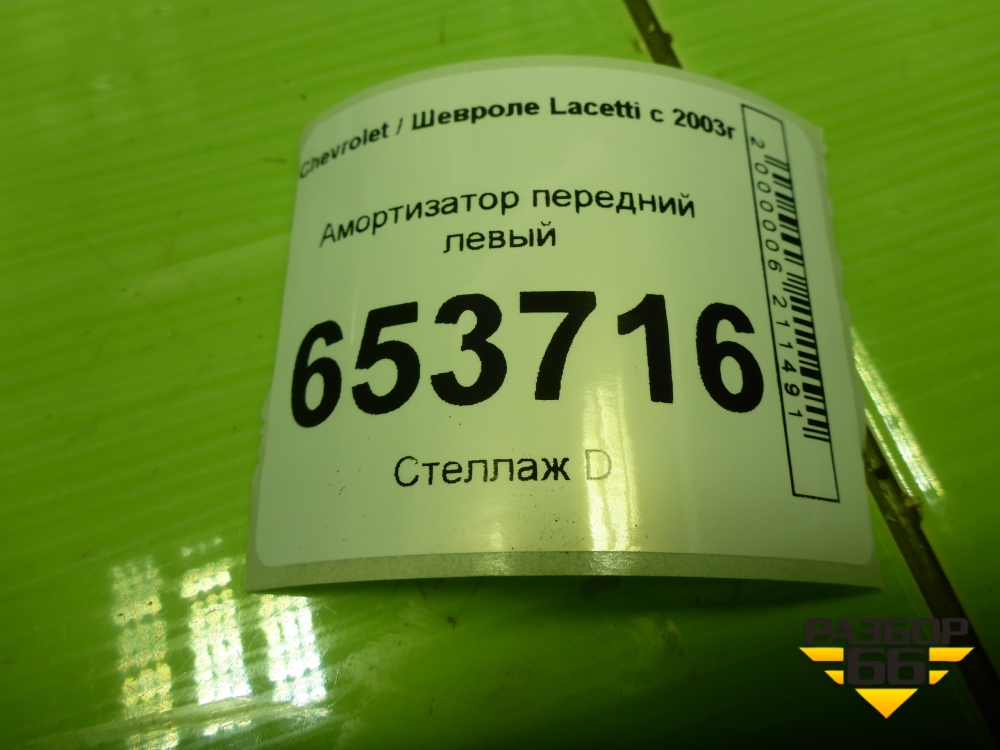 Chevrolet / Шевроле Lacetti с 2003г
Амортизатор передний
левый
653716
Стеллаж D
2000006211491
РАЗБОР
66